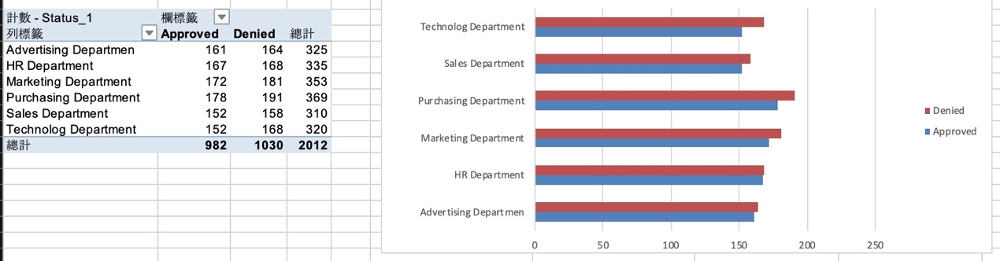 計數 - Status_1 欄標籤
列標籤 Approved Denied 總計
Advertising Departmen 161 164 325
HR Department 167 168 335
Marketing Department 172 181 353
Purchasing Department 178 191 369
Sales Department 152 158 310
Technolog Department 152 168 320
總計 982 1030 2012
Technolog Department
Sales Department
Purchasing Department
Marketing Department
HR Department
Advertising Departmen
0 50 100 150 200 250
Denied
Approved